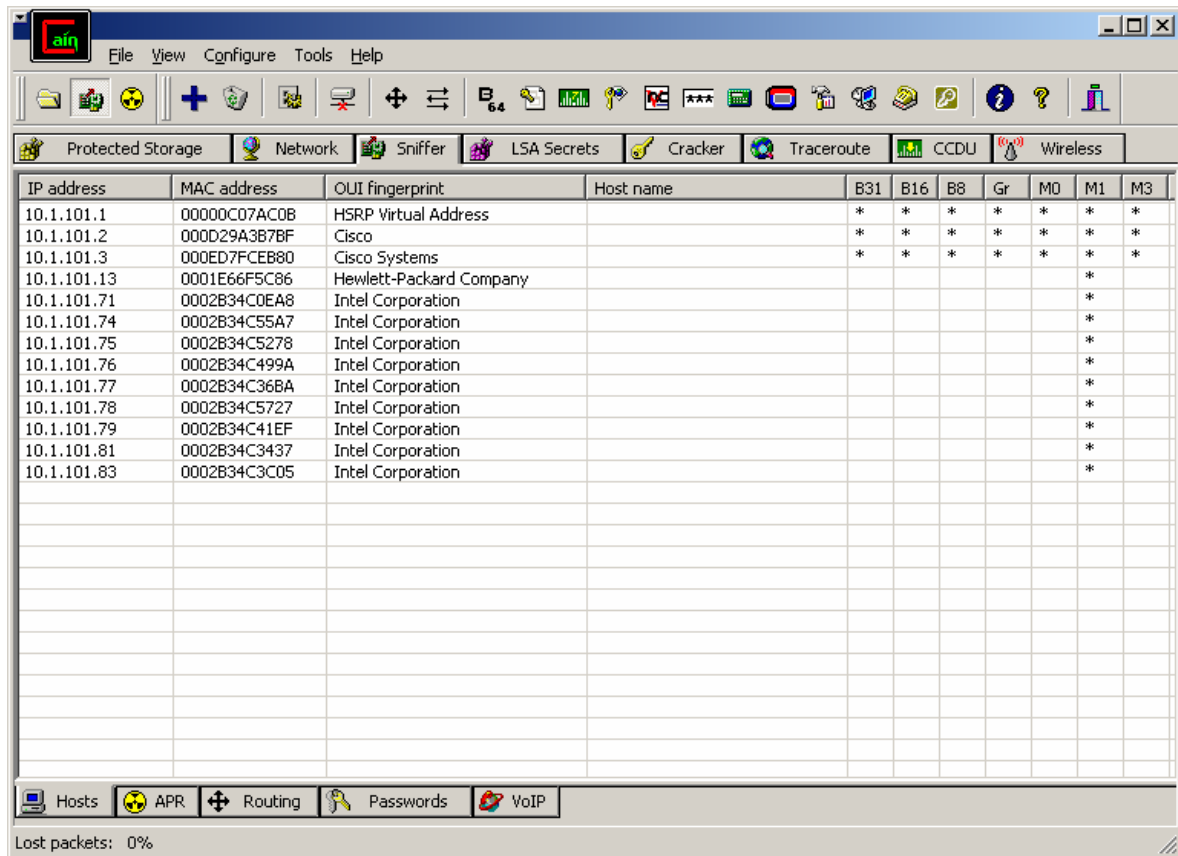 aín
File View Configure Tools Help
B64 ***
Protected Storage Network Sniffer LSA Secrets Cracker Traceroute CCDU Wireless
IP address MAC address OUI fingerprint Host name B31 B16 B8 Gr M0 M1 M3
10.1.101.1 00000C07AC0B HSRP Virtual Address * * * * * * *
10.1.101.2 000D29A3B7BF Cisco * * * * * * *
10.1.101.3 000ED7FCEB80 Cisco Systems * * * * * * *
10.1.101.13 0001E66F5C86 Hewlett-Packard Company *
10.1.101.71 0002B34C0EA8 Intel Corporation *
10.1.101.74 0002B34C55A7 Intel Corporation *
10.1.101.75 0002B34C5278 Intel Corporation *
10.1.101.76 0002B34C499A Intel Corporation *
10.1.101.77 0002B34C36BA Intel Corporation *
10.1.101.78 0002B34C5727 Intel Corporation *
10.1.101.79 0002B34C41EF Intel Corporation *
10.1.101.81 0002B34C3437 Intel Corporation *
10.1.101.83 0002B34C3C05 Intel Corporation *
Hosts APR Routing Passwords VoIP
Lost packets: 0%